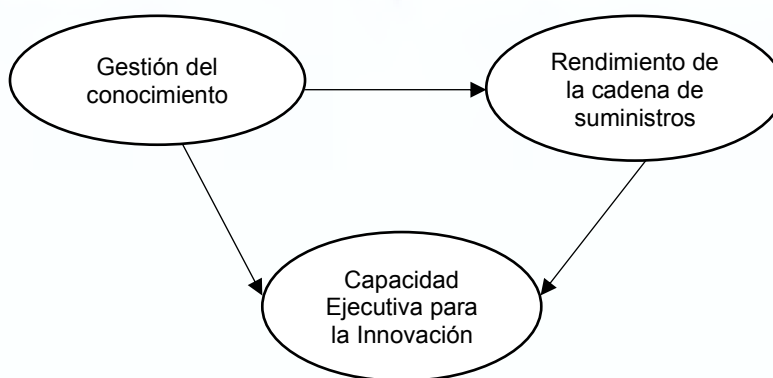 Gestión del
conocimiento
Rendimiento de
la cadena de
suministros
Capacidad
Ejecutiva para
la Innovación